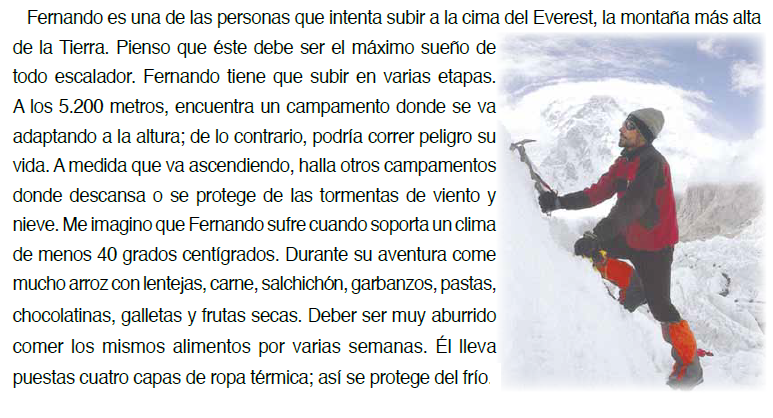 Fernando es una de las personas que intenta subir a la cima del Everest, la montaña más alta
de la Tierra. Pienso que éste debe ser el máximo sueño de
todo escalador. Fernando tiene que subir en varias etapas.
A los 5.200 metros, encuentra un campamento donde se va
adaptando a la altura; de lo contrario, podría correr peligro su
vida. A medida que va ascendiendo, halla otros campamentos
donde descansa o se protege de las tormentas de viento y
nieve. Me imagino que Fernando sufre cuando soporta un clima
de menos 40 grados centígrados. Durante su aventura come
mucho arroz con lentejas, carne, salchichón, garbanzos, pastas,
chocolatinas, galletas y frutas secas. Deber ser muy aburrido
comer los mismos alimentos por varias semanas. Él lleva
puestas cuatro capas de ropa térmica; así se protege del frío.